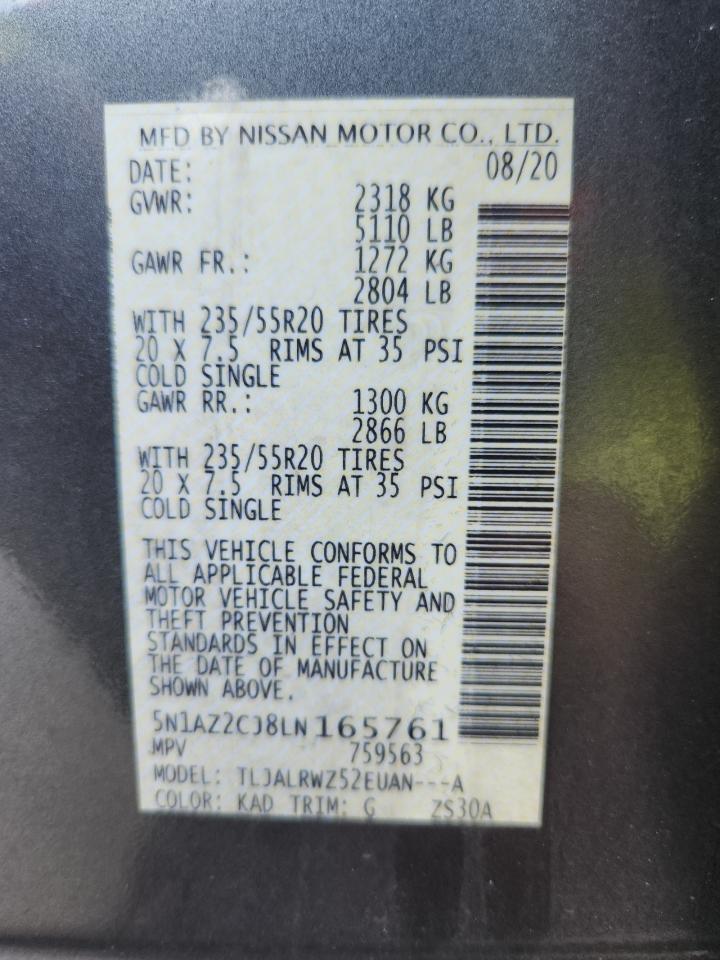 MFD BY NISSAN MOTOR CO., LTD.
DATE: 08/20
GVWR: 2318 KG
5110 LB
GAWR FR.: 1272 KG
2804 LB
WITH 235/55R20 TIRES
20 X 7.5 RIMS AT 35 PSI
COLD SINGLE
GAWR RR.: 1300 KG
2866 LB
WITH 235/55R20 TIRES
20 X 7.5 RIMS AT 35 PSI
COLD SINGLE
THIS VEHICLE CONFORMS TO
ALL APPLICABLE FEDERAL
MOTOR VEHICLE SAFETY AND
THEFT PREVENTION
STANDARDS IN EFFECT ON
THE DATE OF MANUFACTURE
SHOWN ABOVE.
5N1AZ2CJ8LN165761
MPV 759563
MODEL: TLJALRWZ52EUAN---A
COLOR: KAD TRIM: G ZS30A